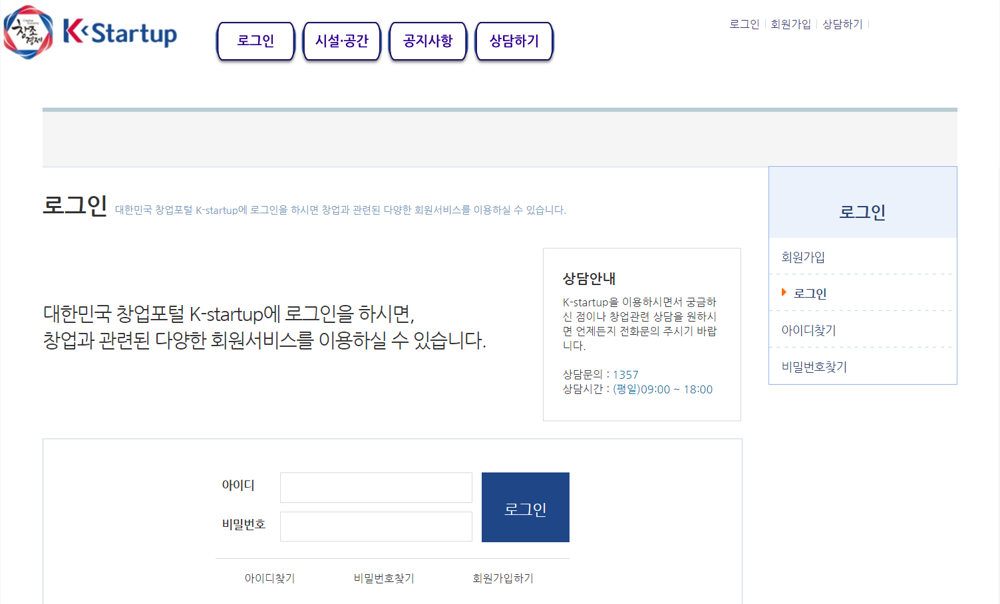 창조
경제
K-Startup
로그인
시설·공간
공지사항
상담하기
로그인 | 회원가입 | 상담하기 |
로그인 대한민국 창업포털 K-startup에 로그인을 하시면 창업과 관련된 다양한 회원서비스를 이용하실 수 있습니다.
대한민국 창업포털 K-startup에 로그인을 하시면,
창업과 관련된 다양한 회원서비스를 이용하실 수 있습니다.
상담안내
K-startup을 이용하시면서 궁금하
신 점이나 창업관련 상담을 원하시
면 언제든지 전화문의 주시기 바랍
니다.
상담문의 : 1357
상담시간 : (평일)09:00 ~ 18:00
로그인
회원가입
로그인
아이디찾기
비밀번호찾기
아이디
비밀번호
로그인
아이디찾기
비밀번호찾기
회원가입하기